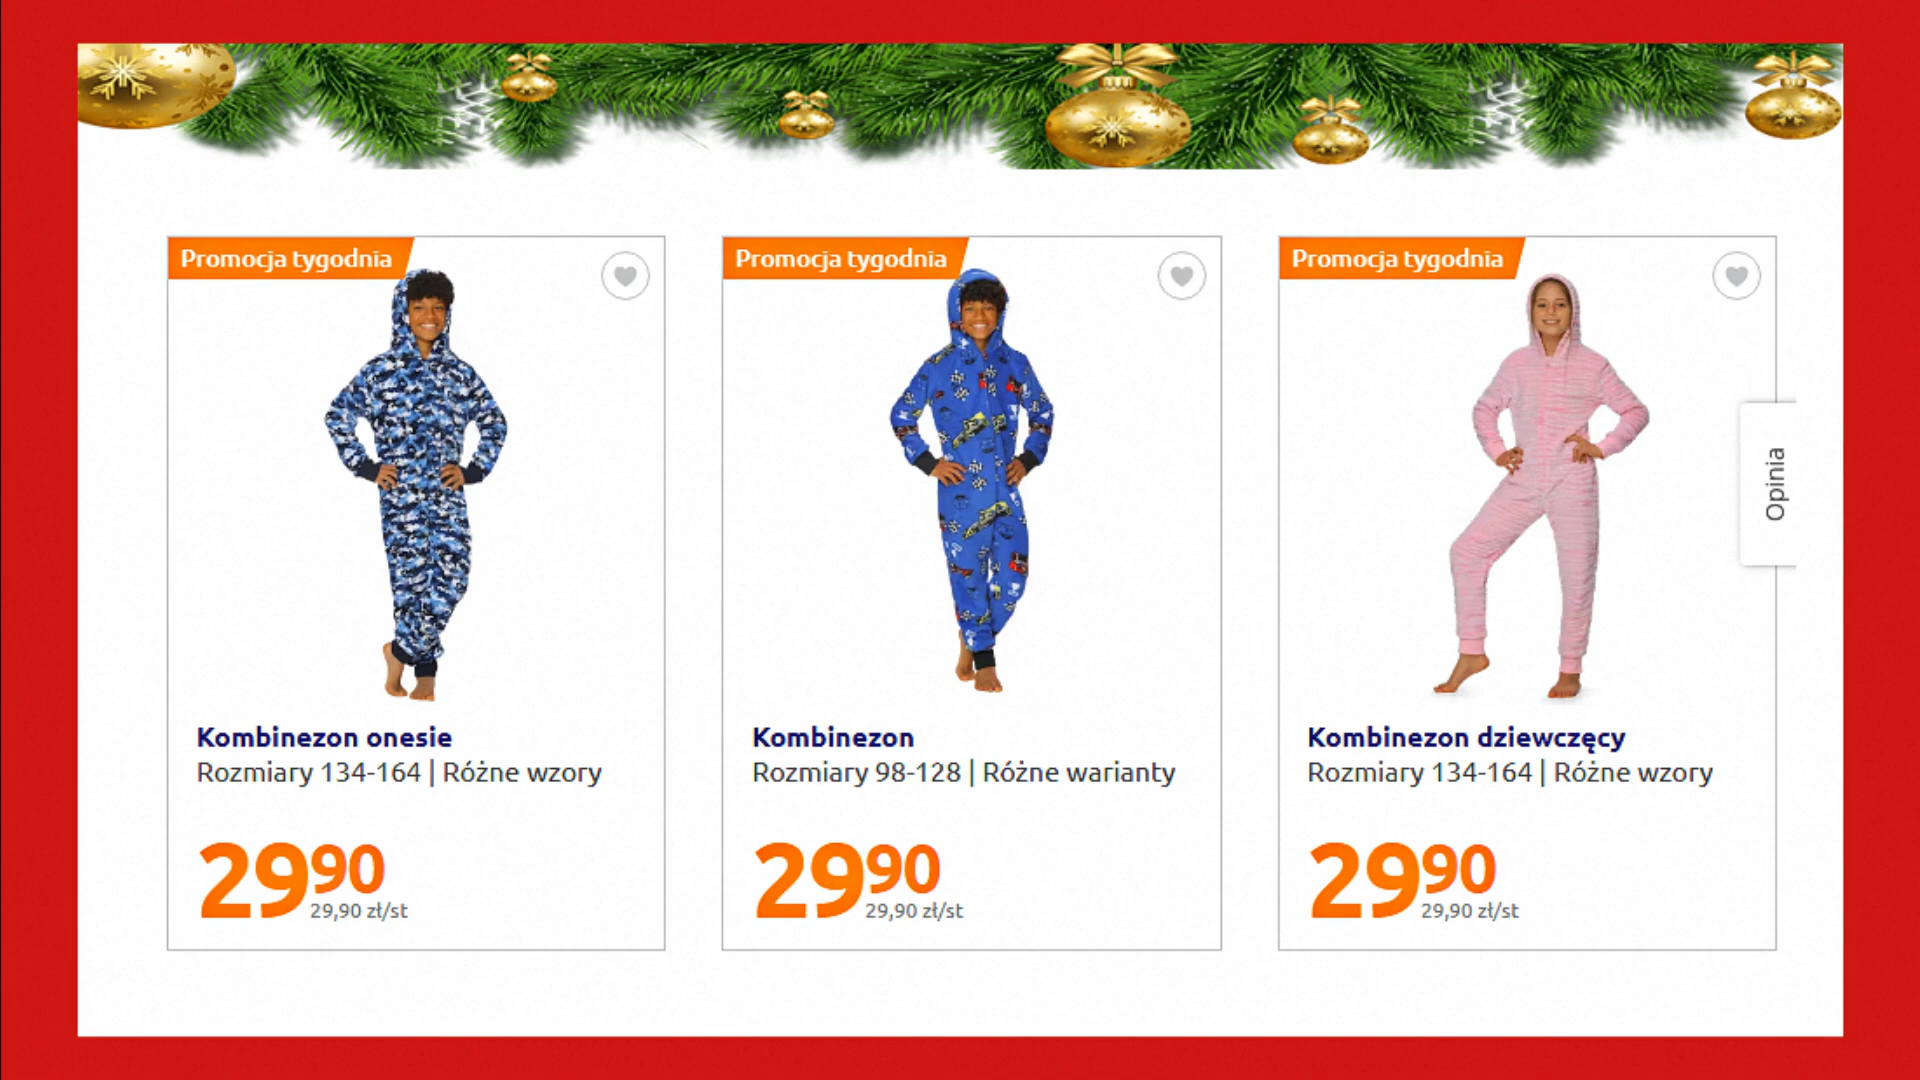 Promocja tygodnia
Kombinezon onesie
Rozmiary 134-164 | Różne wzory
2990
29,90 zł/st
Promocja tygodnia
Kombinezon
Rozmiary 98-128 | Różne warianty
2990
29,90 zł/st
Promocja tygodnia
Kombinezon dziewczęcy
Rozmiary 134-164 | Różne wzory
2990
29,90 zł/st
Opinia